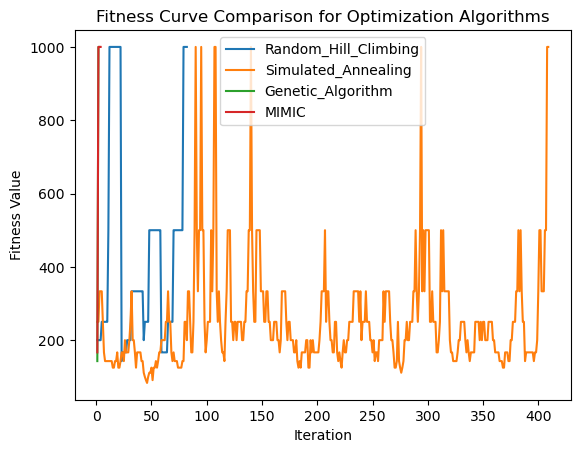 Fitness Curve Comparison for Optimization Algorithms
Random_Hill_Climbing
Simulated_Annealing
Genetic_Algorithm
MIMIC
1000
800
600
400
200
Fitness Value
0 50 100 150 200 250 300 350 400
Iteration